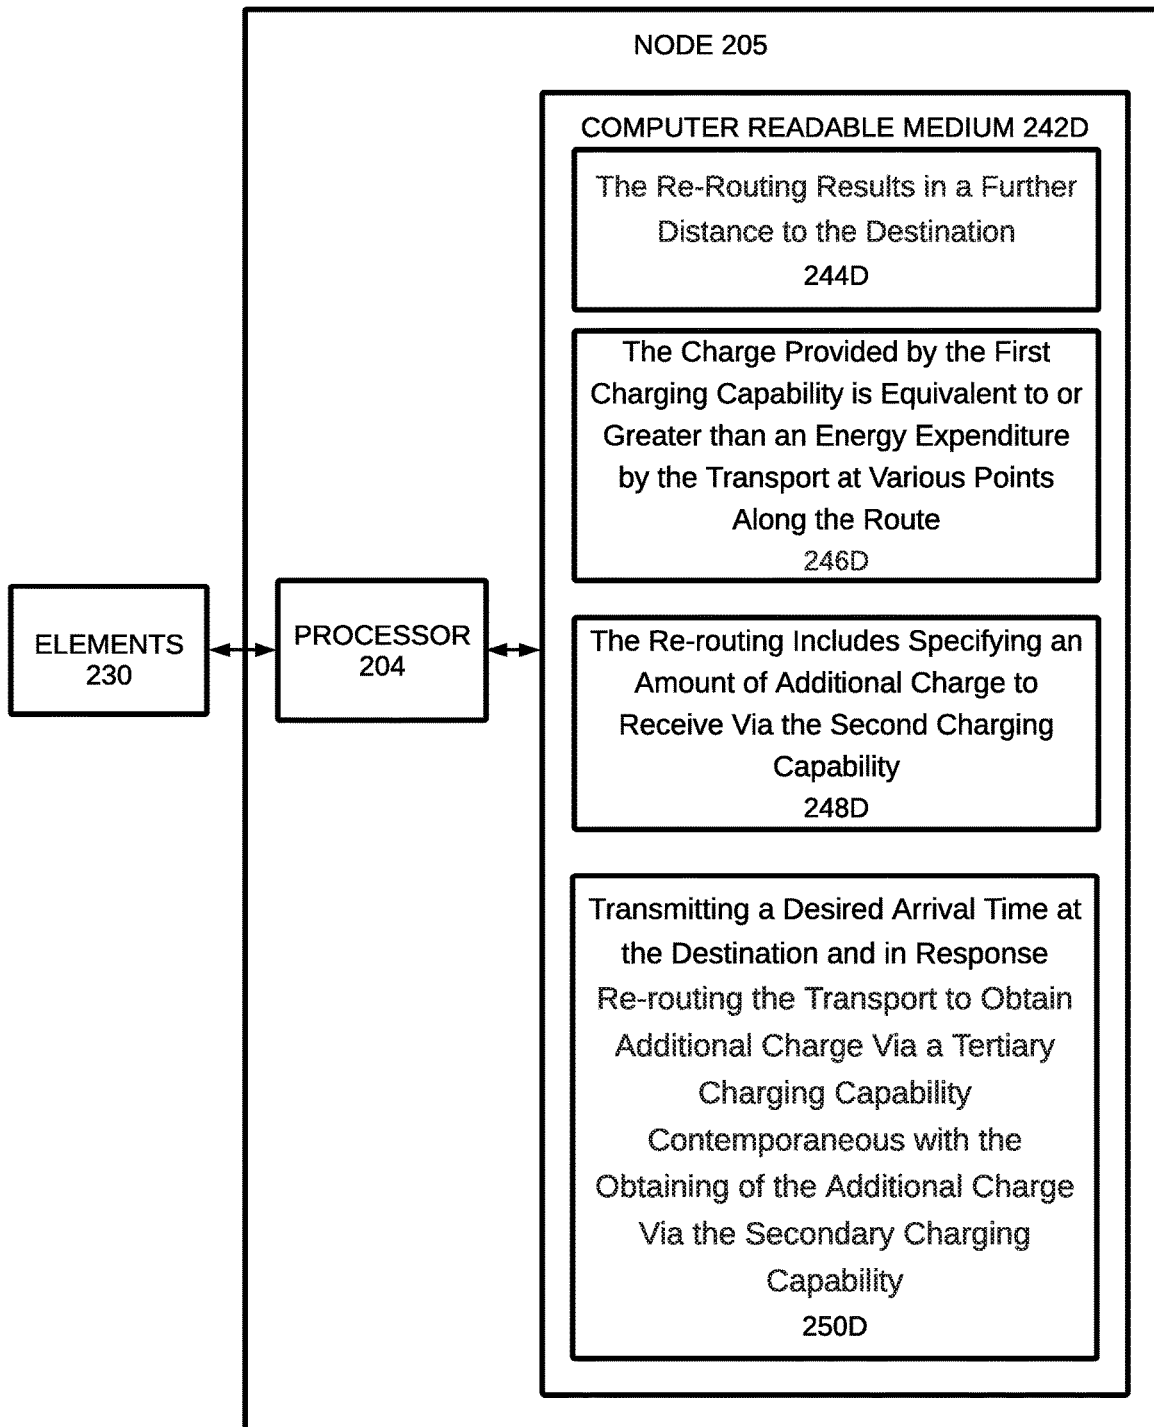 NODE 205
COMPUTER READABLE MEDIUM 242D
The Re-Routing Results in a Further
Distance to the Destination
244D
The Charge Provided by the First
Charging Capability is Equivalent to or
Greater than an Energy Expenditure
by the Transport at Various Points
Along the Route
246D
ELEMENTS
230
PROCESSOR
204
The Re-routing Includes Specifying an
Amount of Additional Charge to
Receive Via the Second Charging
Capability
248D
Transmitting a Desired Arrival Time at
the Destination and in Response
Re-routing the Transport to Obtain
Additional Charge Via a Tertiary
Charging Capability
Contemporaneous with the
Obtaining of the Additional Charge
Via the Secondary Charging
Capability
250D